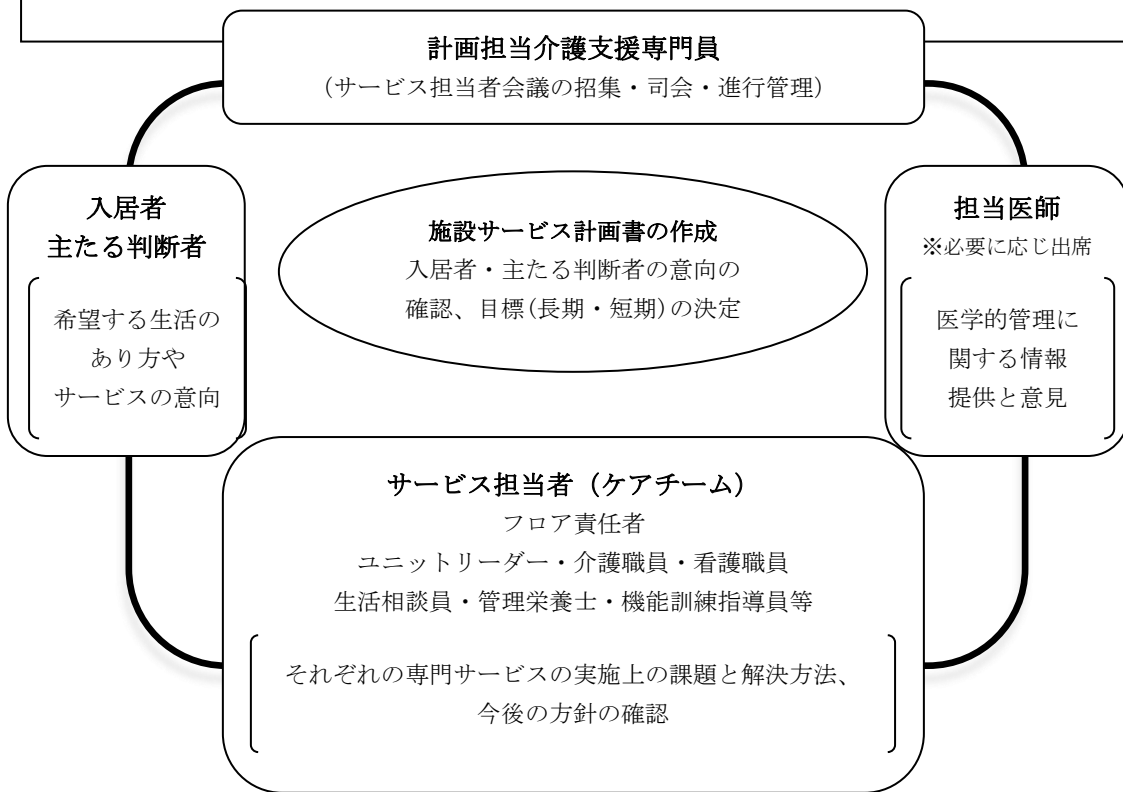 計画担当介護支援専門員
(サービス担当者会議の招集・司会・進行管理)
入居者
主たる判断者
希望する生活の
あり方や
サービスの意向
施設サービス計画書の作成
入居者・主たる判断者の意向の
確認、目標(長期・短期)の決定
担当医師
※必要に応じ出席
医学的管理に
関する情報
提供と意見
サービス担当者（ケアチーム）
フロア責任者
ユニットリーダー・介護職員・看護職員
生活相談員・管理栄養士・機能訓練指導員等
それぞれの専門サービスの実施上の課題と解決方法、
今後の方針の確認